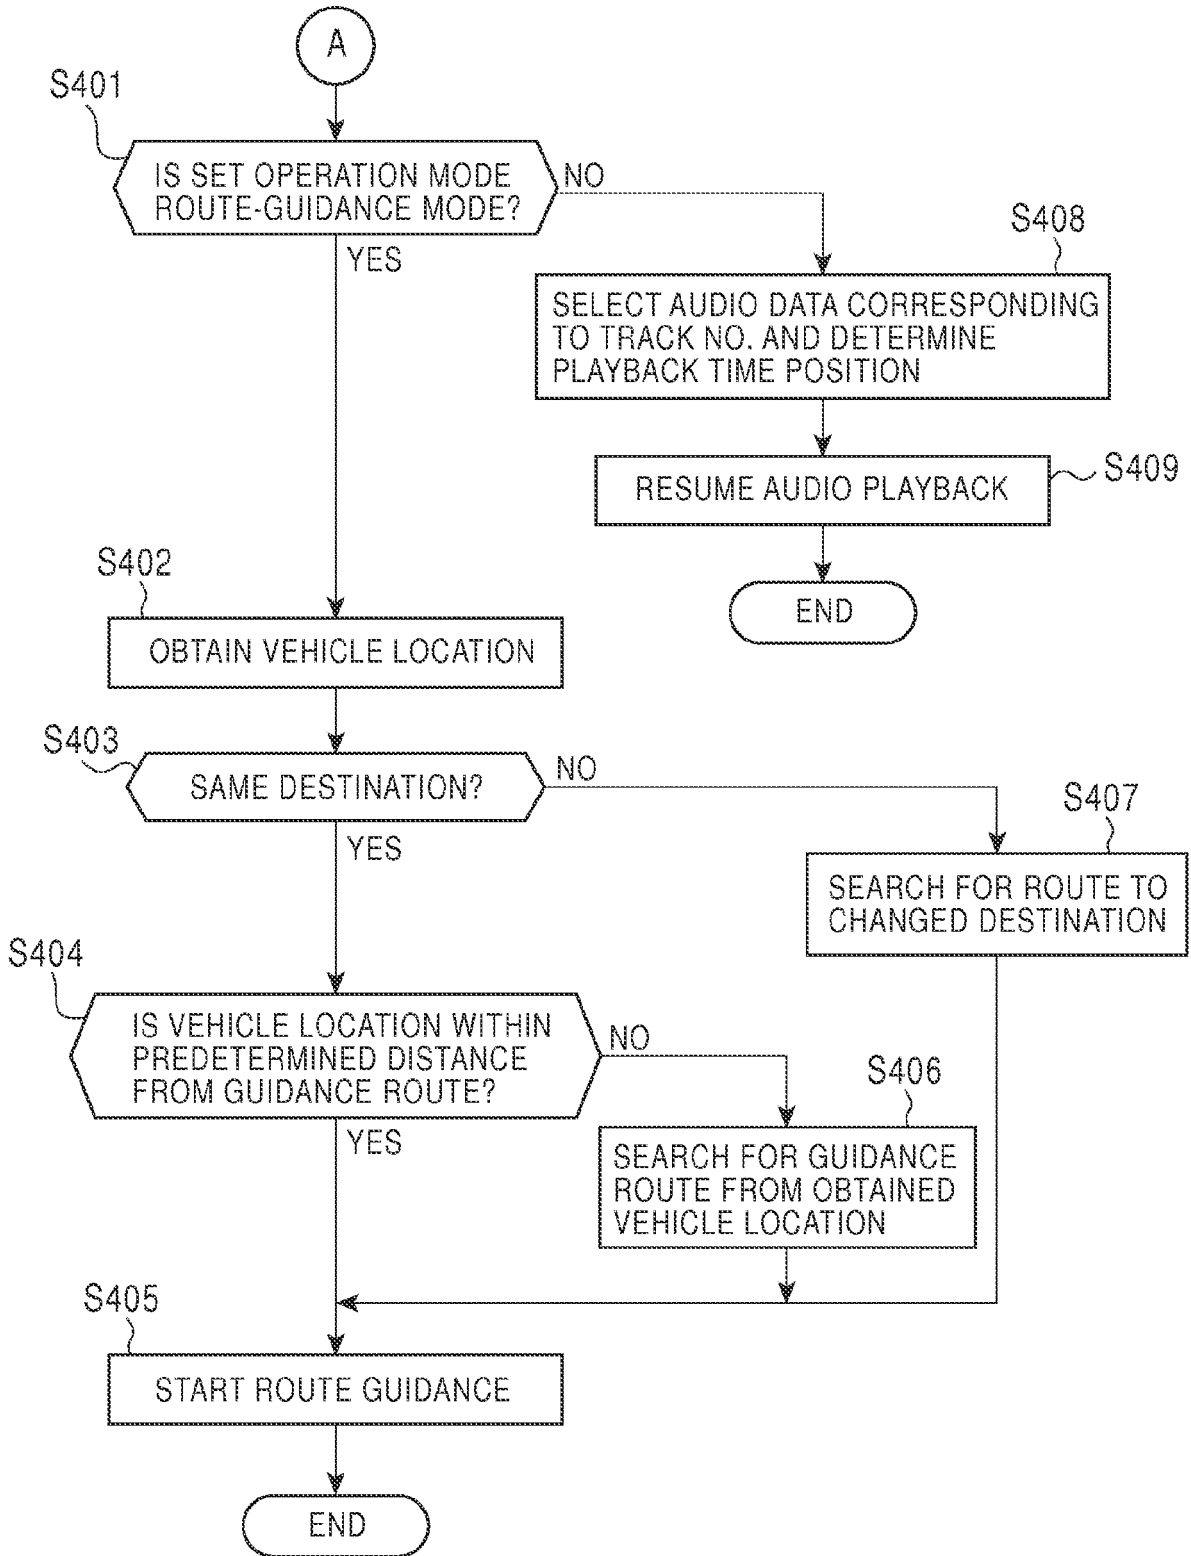 A
S401
IS SET OPERATION MODE
ROUTE-GUIDANCE MODE?
NO
YES
S408
SELECT AUDIO DATA CORRESPONDING
TO TRACK NO. AND DETERMINE
PLAYBACK TIME POSITION
S409
RESUME AUDIO PLAYBACK
END
S402
OBTAIN VEHICLE LOCATION
S403
SAME DESTINATION?
NO
YES
S407
SEARCH FOR ROUTE TO
CHANGED DESTINATION
S404
IS VEHICLE LOCATION WITHIN
PREDETERMINED DISTANCE
FROM GUIDANCE ROUTE?
NO
YES
S406
SEARCH FOR GUIDANCE
ROUTE FROM OBTAINED
VEHICLE LOCATION
S405
START ROUTE GUIDANCE
END